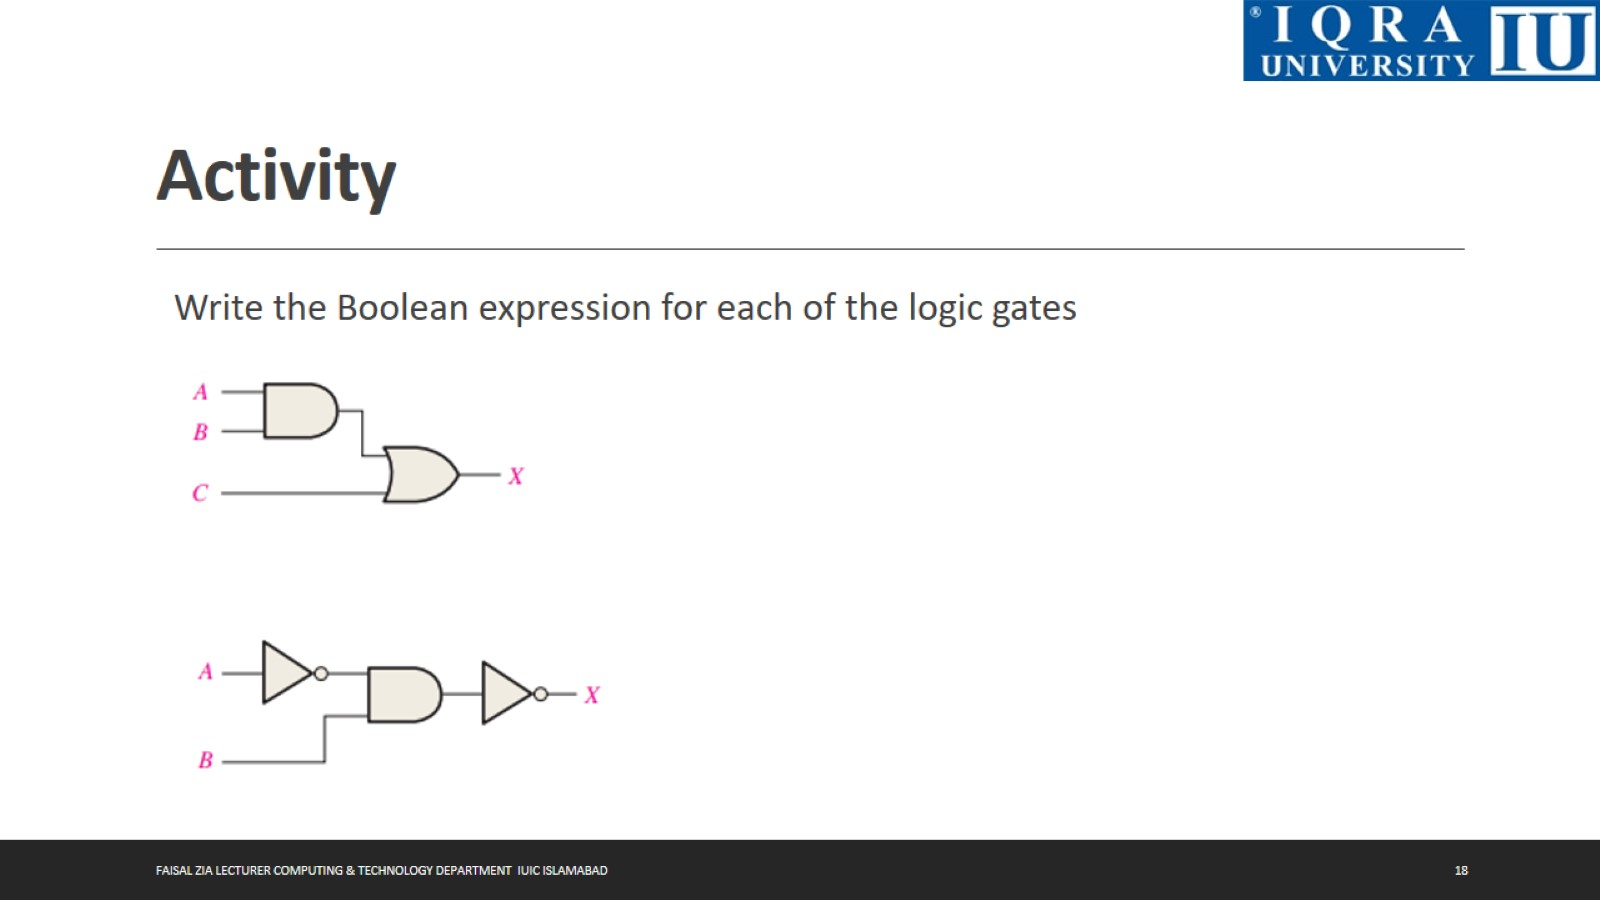 ® IQRA
UNIVERSITY IU
Activity
Write the Boolean expression for each of the logic gates
A
B
C
X
A
B
X
FAISAL ZIA LECTURER COMPUTING & TECHNOLOGY DEPARTMENT IUIC ISLAMABAD
18